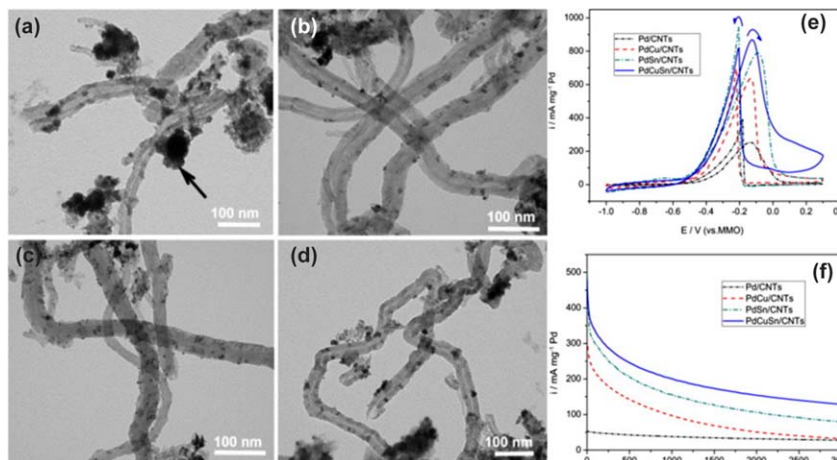 (a)
100 nm
(b)
100 nm
(c)
100 nm
(d)
100 nm
(e)
i / mA mg⁻¹ Pd
1000
800
600
400
200
0
Pd/CNTs
PdCu/CNTs
PdSn/CNTs
PdCuSn/CNTs
-1.0 -0.8 -0.6 -0.4 -0.2 0.0 0.2
E / V (vs.MMO)
(f)
i / mA mg⁻¹ Pd
500
400
300
200
100
0
Pd/CNTs
PdCu/CNTs
PdSn/CNTs
PdCuSn/CNTs
0 500 1000 1500 2000 2500